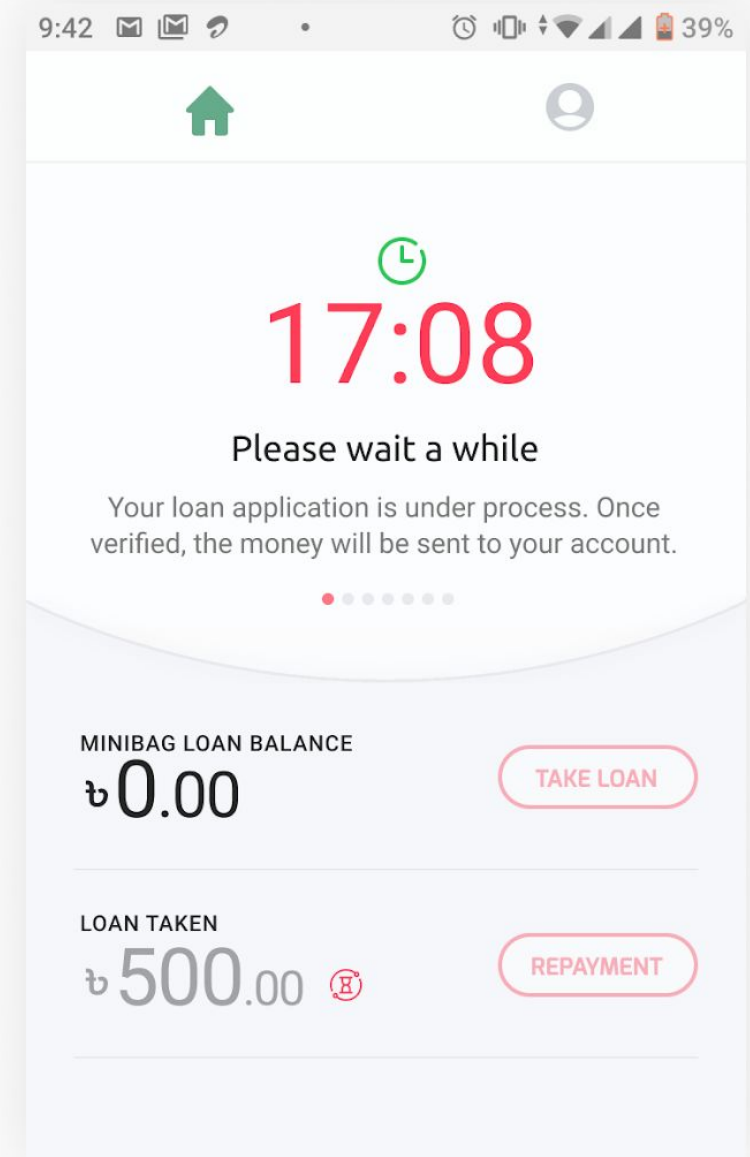 9:42
39%
17:08
Please wait a while
Your loan application is under process. Once
verified, the money will be sent to your account.
MINIBAG LOAN BALANCE
৳0.00
TAKE LOAN
LOAN TAKEN
৳500.00
REPAYMENT